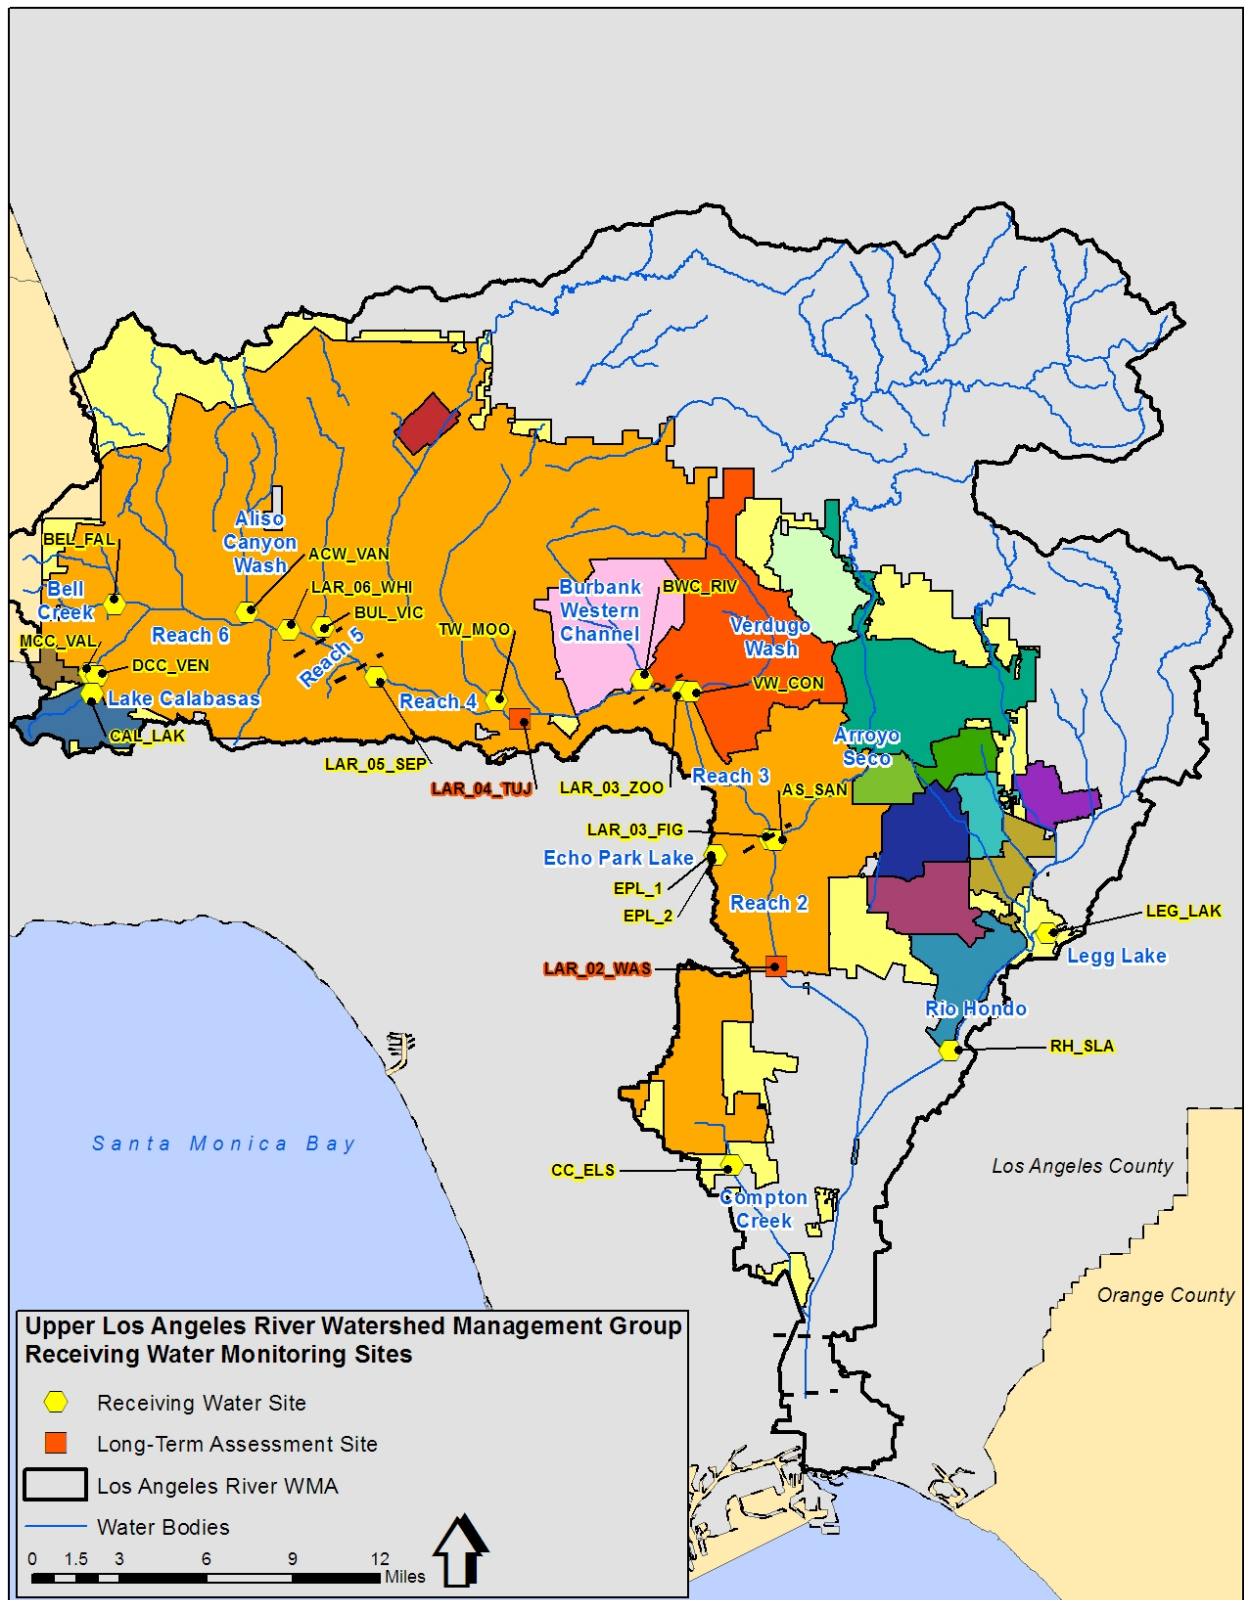 BEL_FAL
Aliso
Canyon
Wash
ACW_VAN
Bell
Creek
LAR_06_WHI
BUL_VIC
Burbank
Western
Channel
BWC_RIV
MCC_VAL
Reach 6
TW_MOO
Verdugo
Wash
DCC_VEN
Reach 5
VW_CON
Lake Calabasas
Reach 4
CAL_LAK
Arroyo
Seco
LAR_05_SEP
Reach 3
LAR_04_TUJ
LAR_03_ZOO
AS_SAN
LAR_03_FIG
Echo Park Lake
EPL_1
Reach 2
EPL_2
LEG_LAK
Legg Lake
LAR_02_WAS
Rio Hondo
RH_SLA
Santa Monica Bay
Los Angeles County
CC_ELS
Compton
Creek
Orange County
Upper Los Angeles River Watershed Management Group
Receiving Water Monitoring Sites
Receiving Water Site
Long-Term Assessment Site
Los Angeles River WMA
Water Bodies
0 1.5 3 6 9 12
Miles